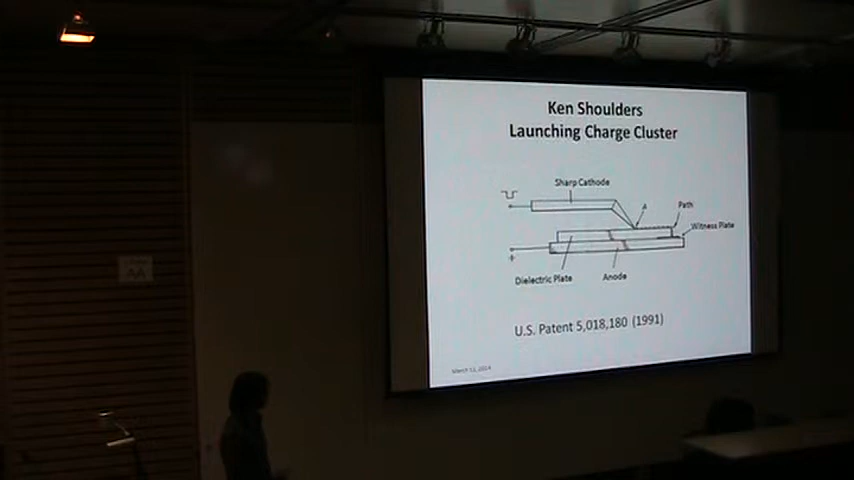 Ken Shoulders
Launching Charge Cluster
Sharp Cathode
A
Path
Witness Plate
+
Dielectric Plate
Anode
U.S. Patent 5,018,180 (1991)